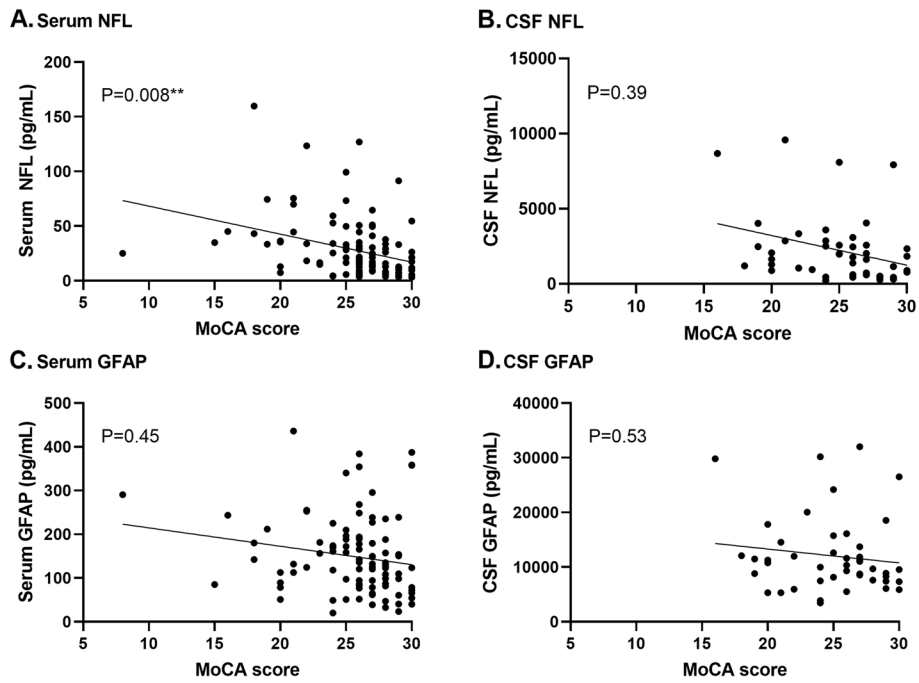 A. Serum NFL
200
150
100
50
0
Serum NFL (pg/mL)
P=0.008**
5 10 15 20 25 30
MoCA score
B. CSF NFL
15000
10000
5000
0
CSF NFL (pg/mL)
P=0.39
5 10 15 20 25 30
MoCA score
C. Serum GFAP
500
400
300
200
100
0
Serum GFAP (pg/mL)
P=0.45
5 10 15 20 25 30
MoCA score
D. CSF GFAP
40000
30000
20000
10000
0
CSF GFAP (pg/mL)
P=0.53
5 10 15 20 25 30
MoCA score